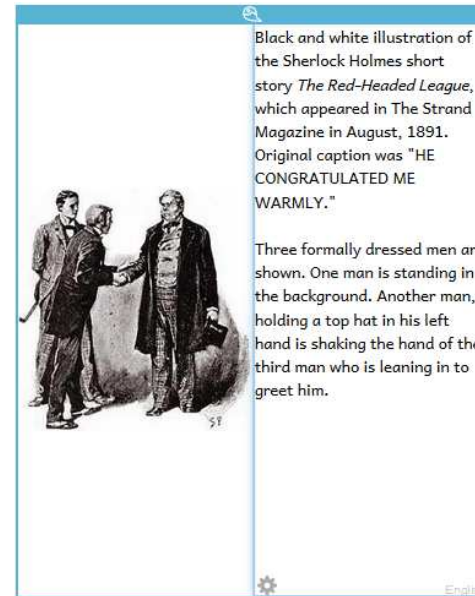 Black and white illustration of
the Sherlock Holmes short
story The Red-Headed League,
which appeared in The Strand
Magazine in August, 1891.
Original caption was "HE
CONGRATULATED ME
WARMLY."
Three formally dressed men ar
shown. One man is standing in
the background. Another man,
holding a top hat in his left
hand is shaking the hand of the
third man who is leaning in to
greet him.
SP
Englis